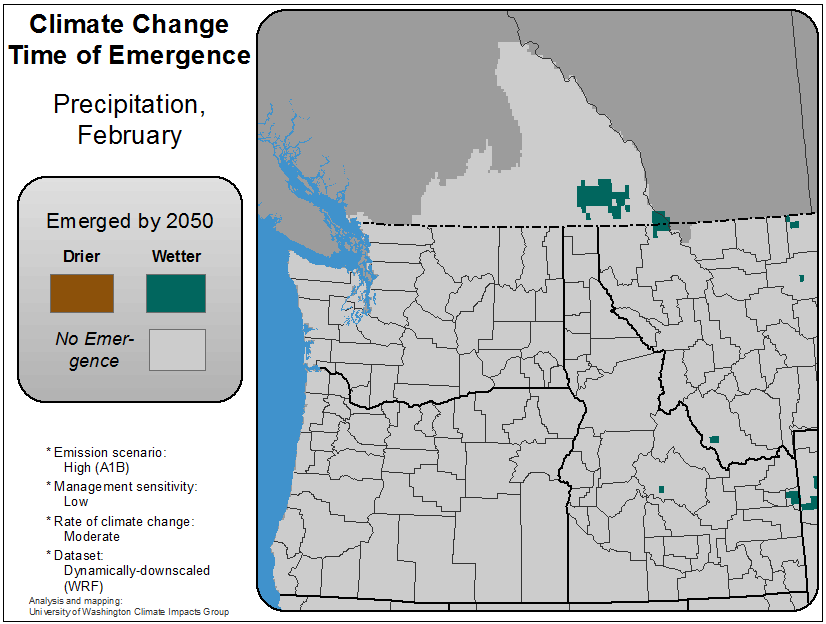 Climate Change
Time of Emergence
Precipitation,
February
Emerged by 2050
Drier Wetter
No Emer-
gence
* Emission scenario:
High (A1B)
* Management sensitivity:
Low
* Rate of climate change:
Moderate
* Dataset:
Dynamically-downscaled
(WRF)
Analysis and mapping:
University of Washington Climate Impacts Group